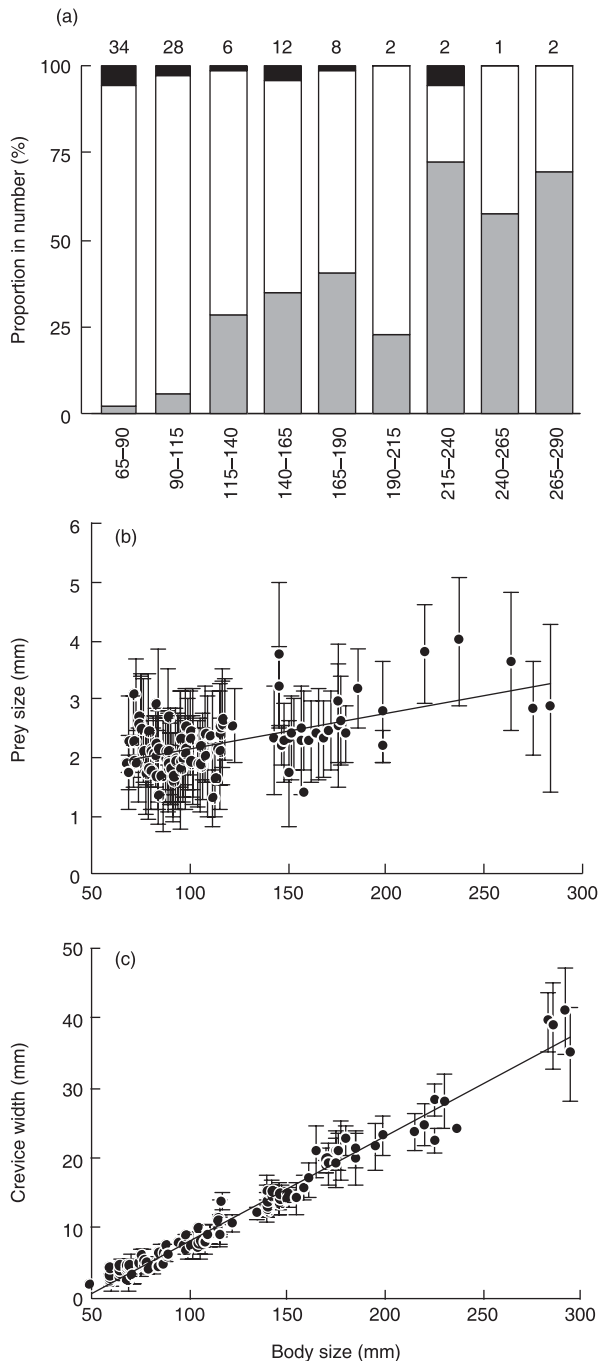 (a)
34 28 6 12 8 2 2 1 2
100
75
50
25
0
Proportion in number (%)
65–90 90–115 115–140 140–165 165–190 190–215 215–240 240–265 265–290
(b)
6
5
4
3
2
1
0
Prey size (mm)
50 100 150 200 250 300
(c)
50
40
30
20
10
0
Crevice width (mm)
50 100 150 200 250 300
Body size (mm)